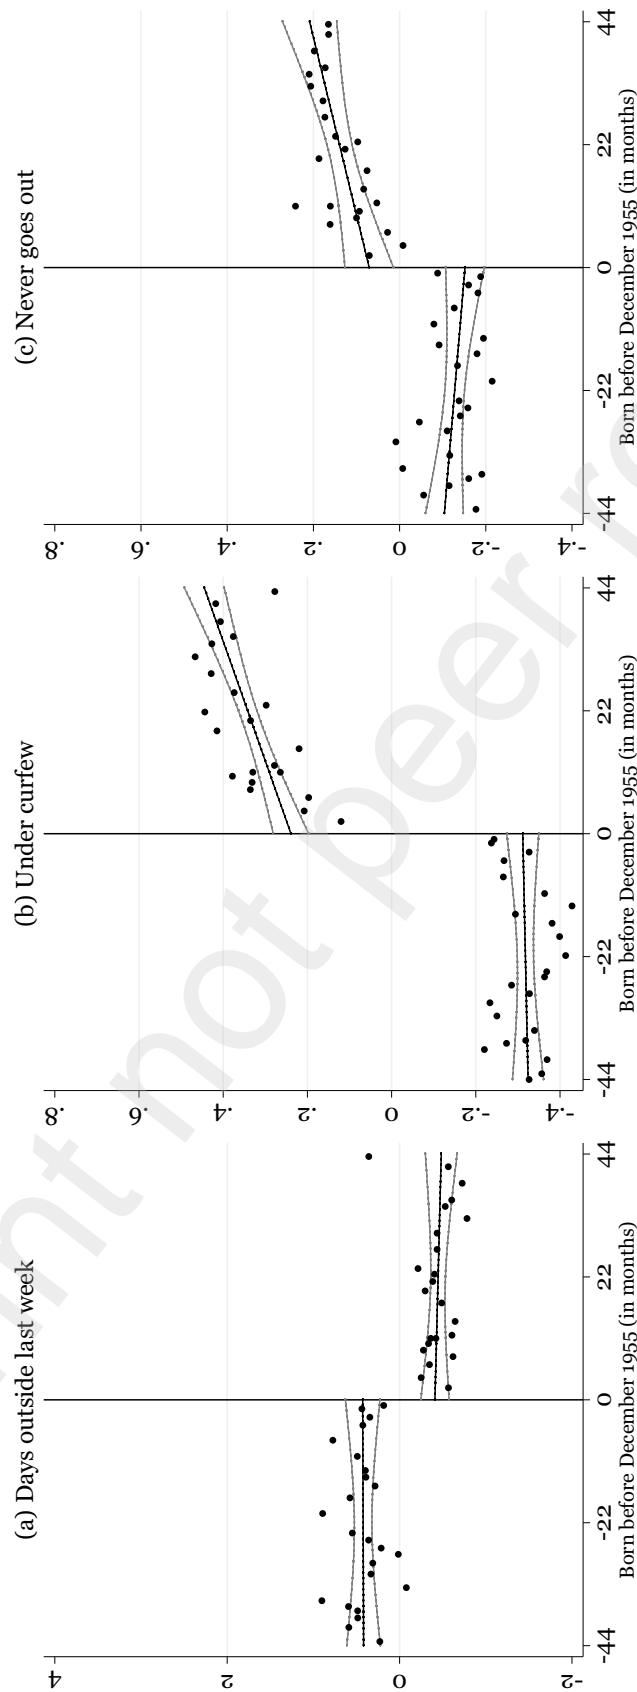 (a) Days outside last week
4
2
0
-2
-44 -22 0 22 44
Born before December 1955 (in months)
(b) Under curfew
.8
.6
.4
.2
0
-.2
-.4
-44 -22 0 22 44
Born before December 1955 (in months)
(c) Never goes out
.8
.6
.4
.2
0
-.2
-.4
-44 -22 0 22 44
Born before December 1955 (in months)
not peer